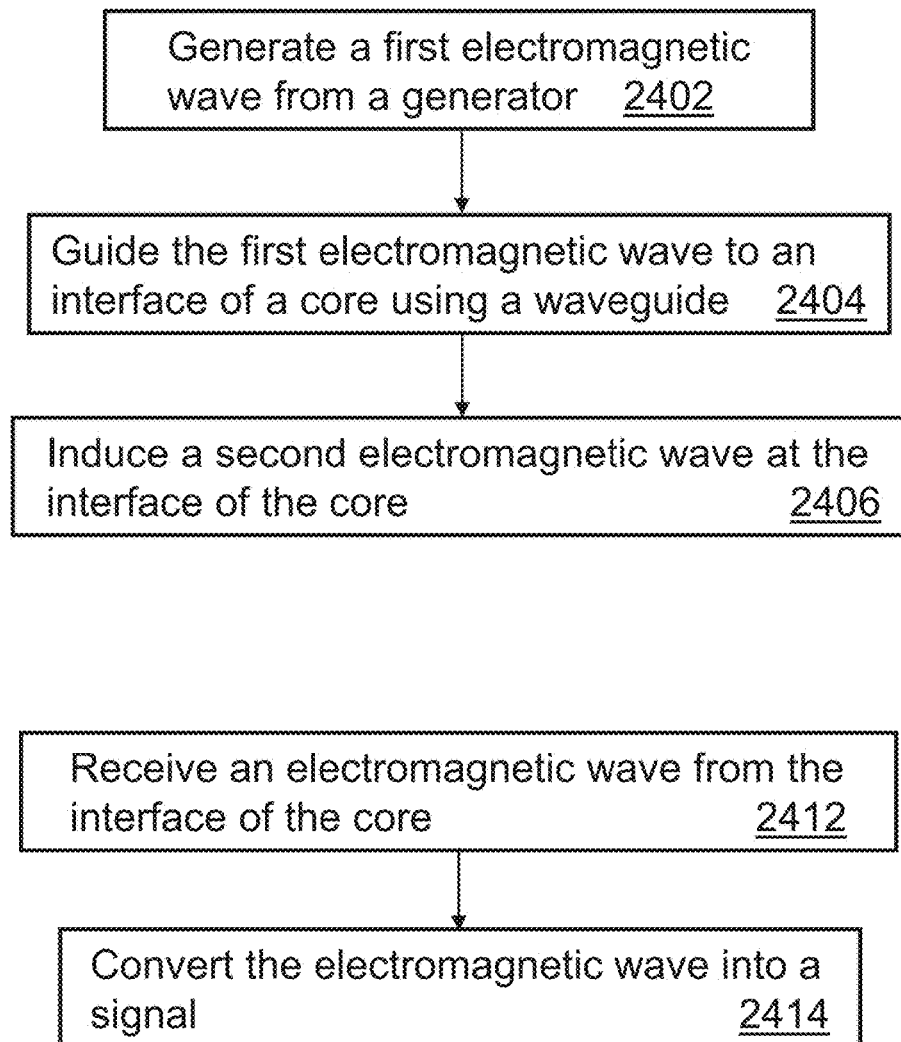 Generate a first electromagnetic
wave from a generator 2402
Guide the first electromagnetic wave to an
interface of a core using a waveguide 2404
Induce a second electromagnetic wave at the
interface of the core 2406
Receive an electromagnetic wave from the
interface of the core 2412
Convert the electromagnetic wave into a
signal 2414